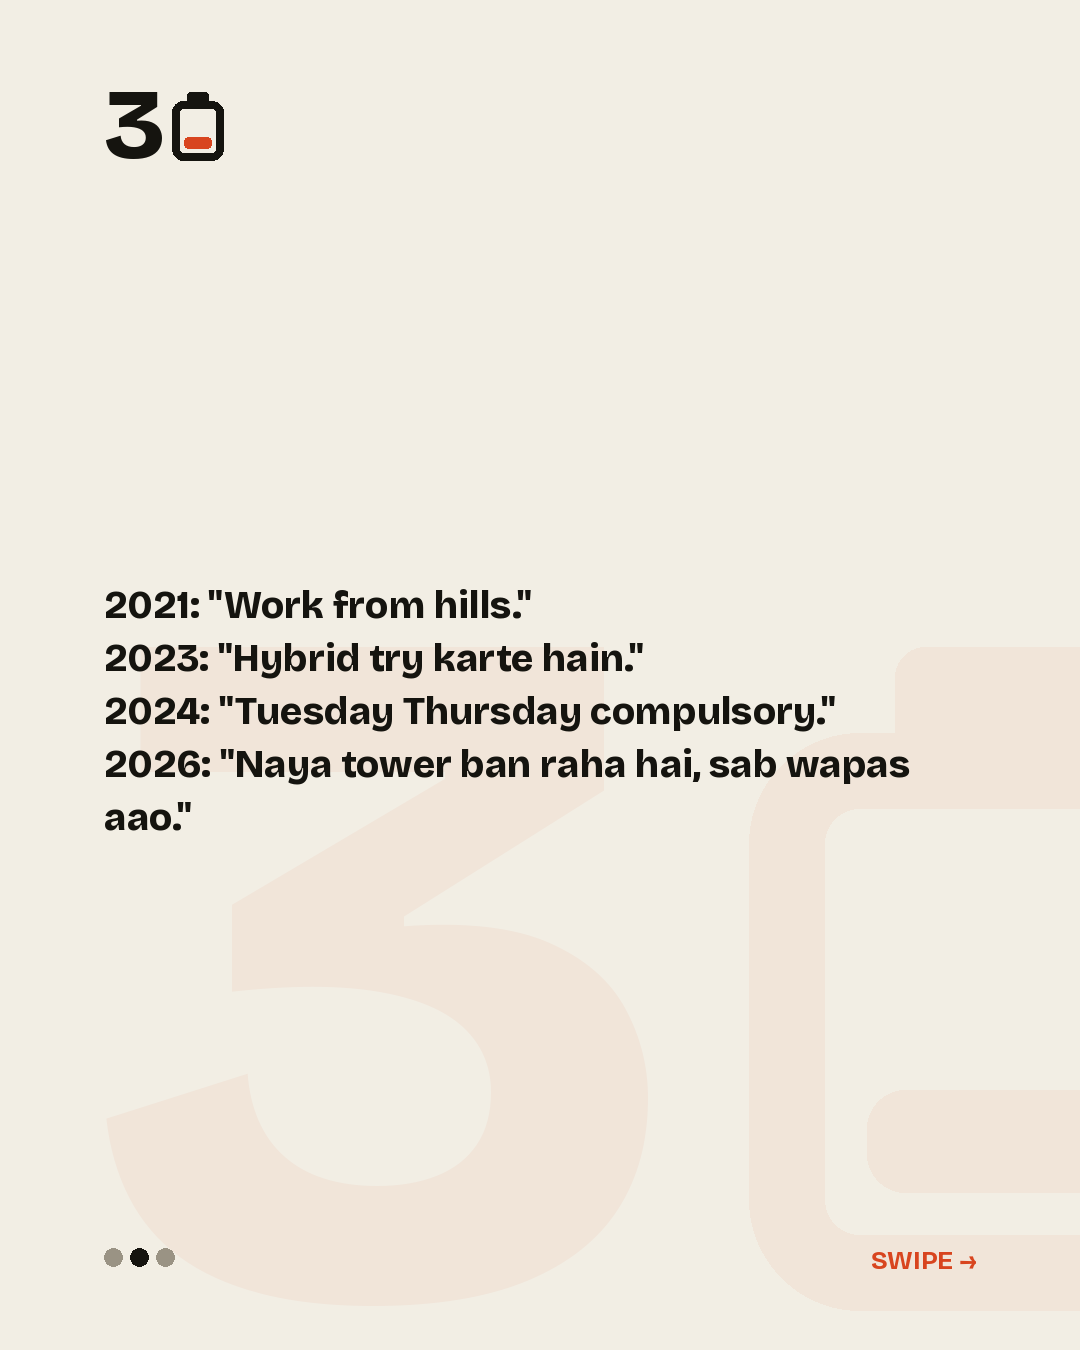 30
2021: "Work from hills."
2023: "Hybrid try karte hain."
2024: "Tuesday Thursday compulsory."
2026: "Naya tower ban raha hai, sab wapas
aao."
SWIPE →